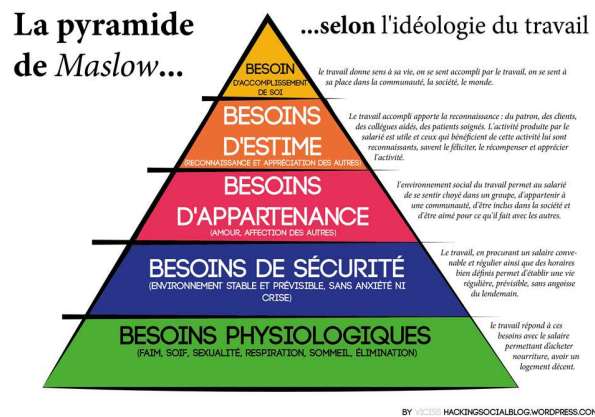 La pyramide
de Maslow...
...selon l'idéologie du travail
BESOIN
D'ACCOMPLISSEMENT
DE SOI
le travail donne sens à sa vie, on se sent accompli par le travail, on se sent à
sa place dans la communauté, la société, le monde.
BESOINS
D'ESTIME
(RECONNAISSANCE ET APPRÉCIATION DES AUTRES)
Le travail accompli apporte la reconnaissance : du patron, des clients,
des collègues aidés, des patients soignés. L'activité produite par le
salarié est utile et ceux qui bénéficient de cette activité lui sont
reconnaissants, savent le féliciter, le récompenser et apprécier
l'activité.
BESOINS
D'APPARTENANCE
(AMOUR, AFFECTION DES AUTRES)
l'environnement social du travail permet au salarié
de se sentir choyé dans un groupe, d'appartenir à
une communauté, d'être inclus dans la société et
d'être aimé pour ce qu'il fait avec les autres.
BESOINS DE SÉCURITÉ
(ENVIRONNEMENT STABLE ET PRÉVISIBLE, SANS ANXIÉTÉ NI
CRISE)
Le travail, en procurant un salaire conve-
nable et régulier ainsi que des horaires
bien définis permet d'établir une vie
régulière, prévisible, sans angoisse
du lendemain.
BESOINS PHYSIOLOGIQUES
(FAIM, SOIF, SEXUALITÉ, RESPIRATION, SOMMEIL, ÉLIMINATION)
le travail répond à ces
besoins avec le salaire
permettant d'acheter
nourriture, avoir un
logement décent.
BY VICISS HACKINGSOCIALBLOG.WORDPRESS.COM